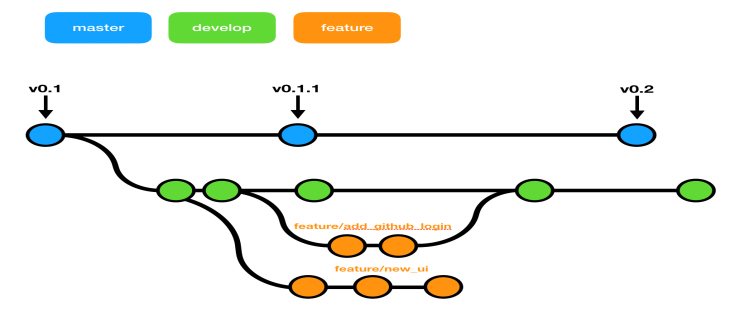 master
develop
feature
v0.1
v0.1.1
v0.2
feature/add_github_login
feature/new_ui